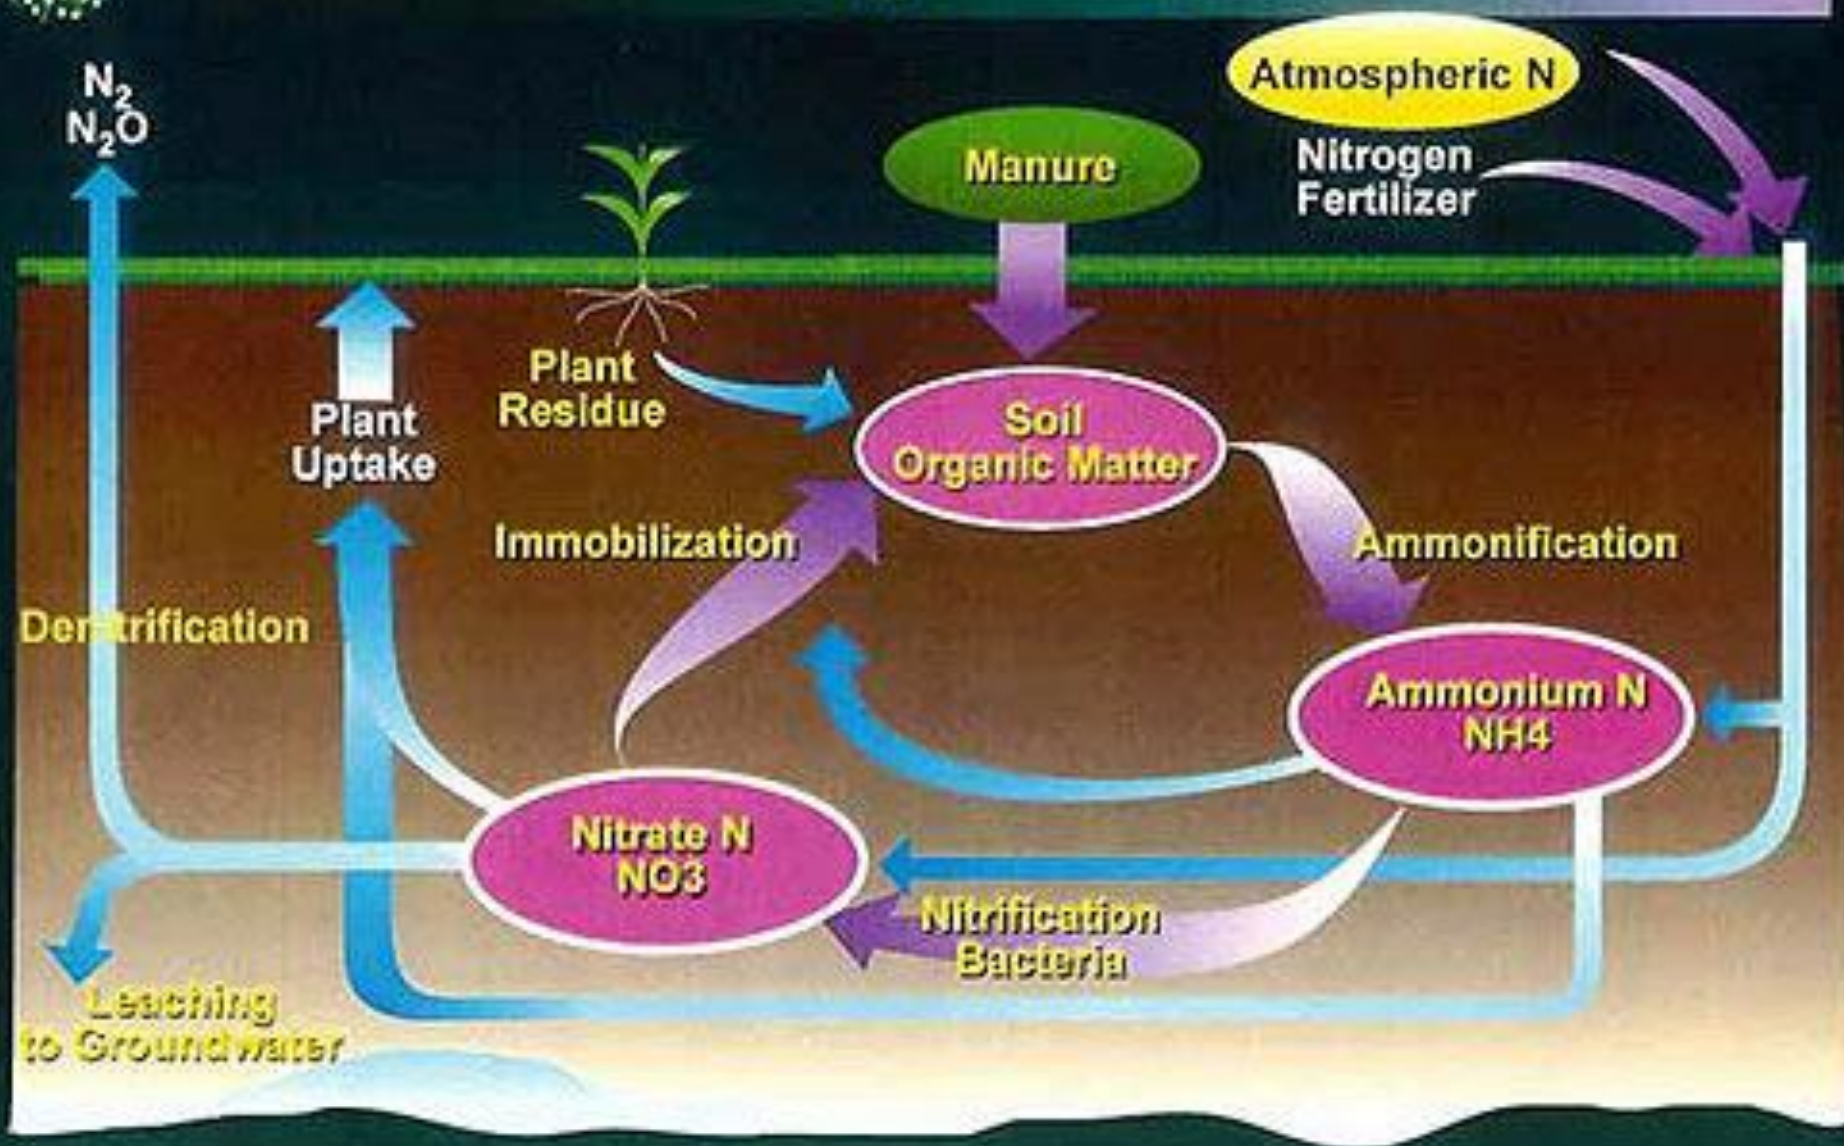 N2
N2O
Atmospheric N
Nitrogen
Fertilizer
Manure
Plant
Residue
Plant
Uptake
Soil
Organic Matter
Immobilization
Ammonification
Denitrification
Ammonium N
NH4
Nitrate N
NO3
Nitrification
Bacteria
Leaching
to Groundwater